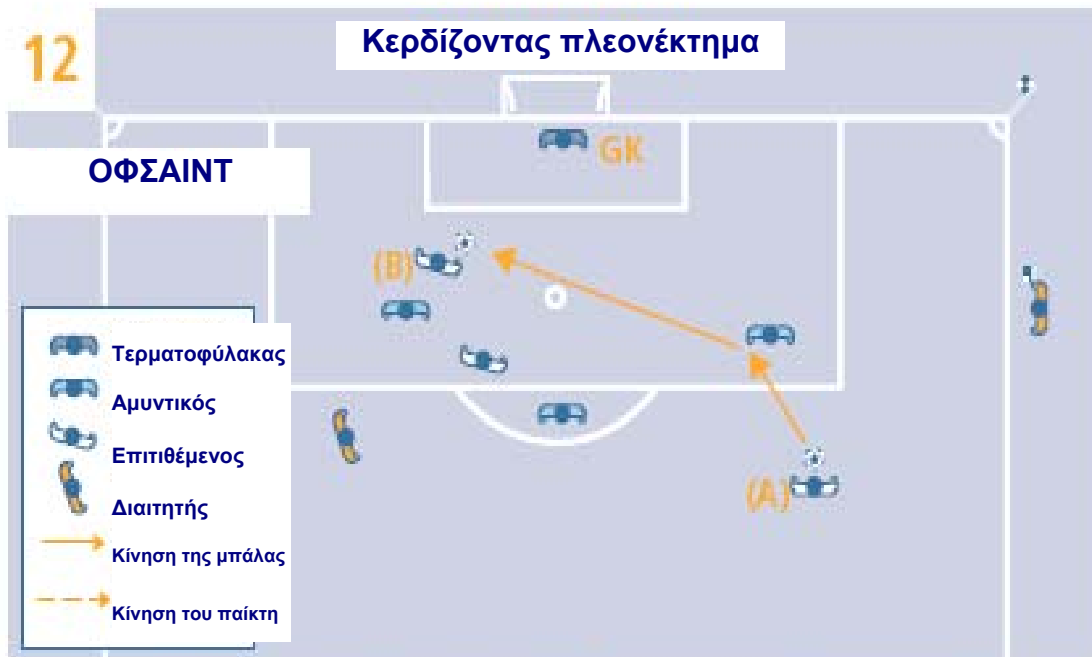 12
Κερδίζοντας πλεονέκτημα
GK
ΟΦΣΑΙΝΤ
(B)
(A)
Τερματοφύλακας
Αμυντικός
Επιτιθέμενος
Διαιτητής
Κίνηση της μπάλας
Κίνηση του παίκτη